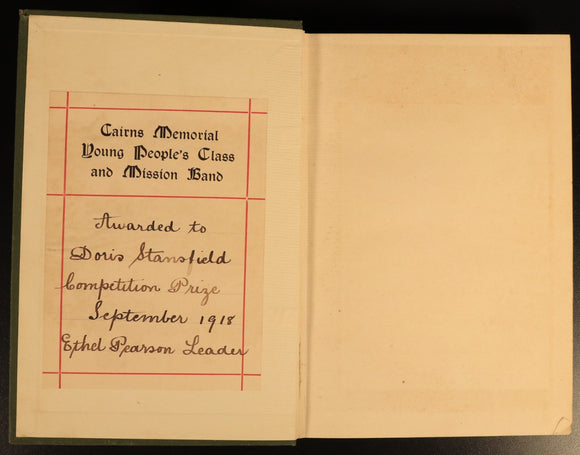 Cairns Memorial
Young People's Class
and Mission Band
Awarded to
Doris Stansfield
Competition Prize
September 1918
Ethel Pearson Leader